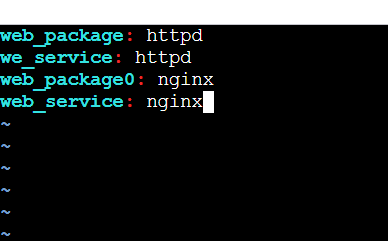 web_package: httpd
we_service: httpd
web_package0: nginx
web_service: nginx
~
~
~
~
~
~